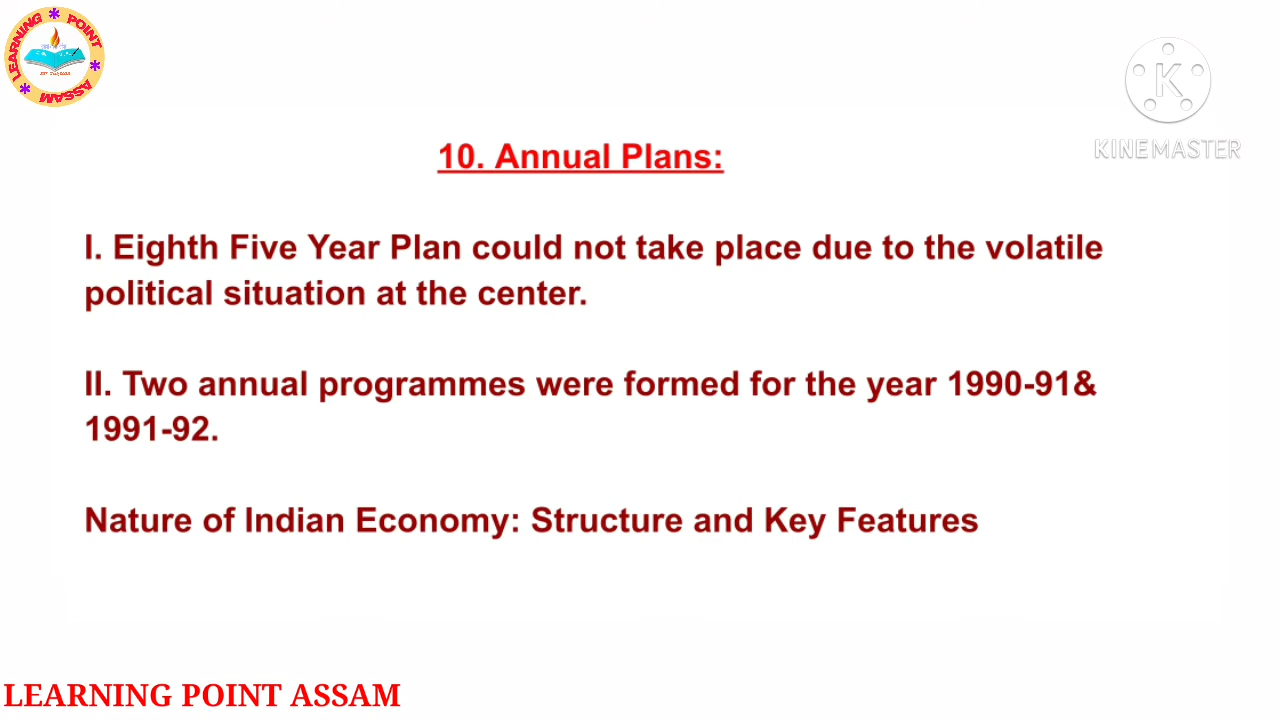 LEARNING POINT ASSAM
KINEMASTER
10. Annual Plans:
I. Eighth Five Year Plan could not take place due to the volatile
political situation at the center.
II. Two annual programmes were formed for the year 1990-91&
1991-92.
Nature of Indian Economy: Structure and Key Features
LEARNING POINT ASSAM